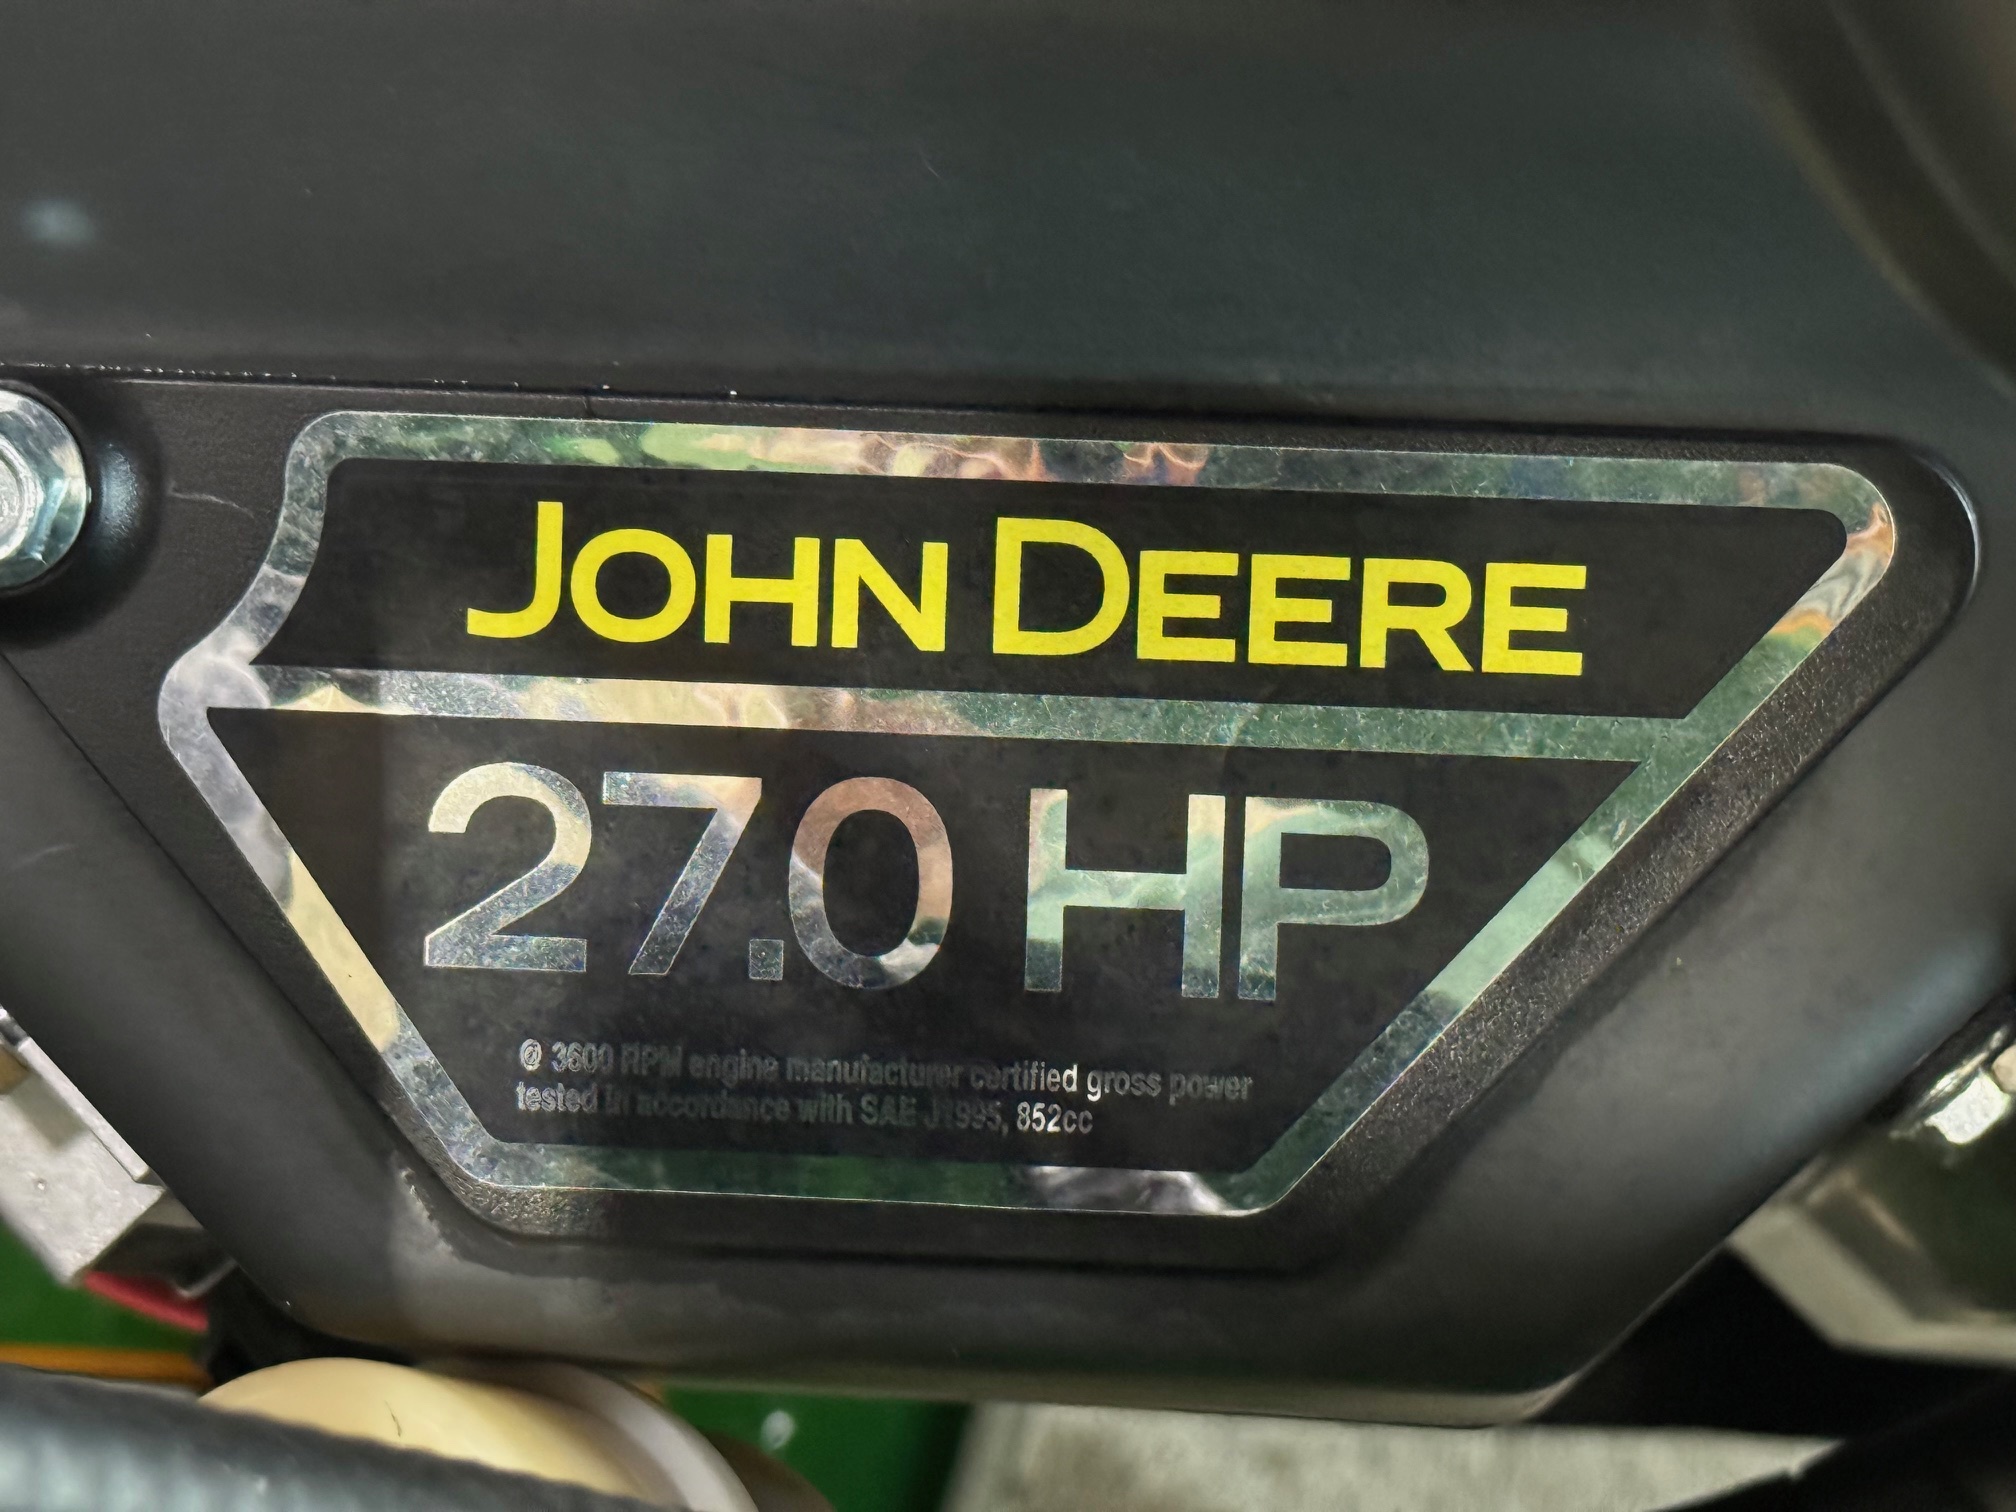 JOHN DEERE
27.0 HP
@ 3600 RPM engine manufacturer certified gross power
tested in accordance with SAE J1995, 852cc